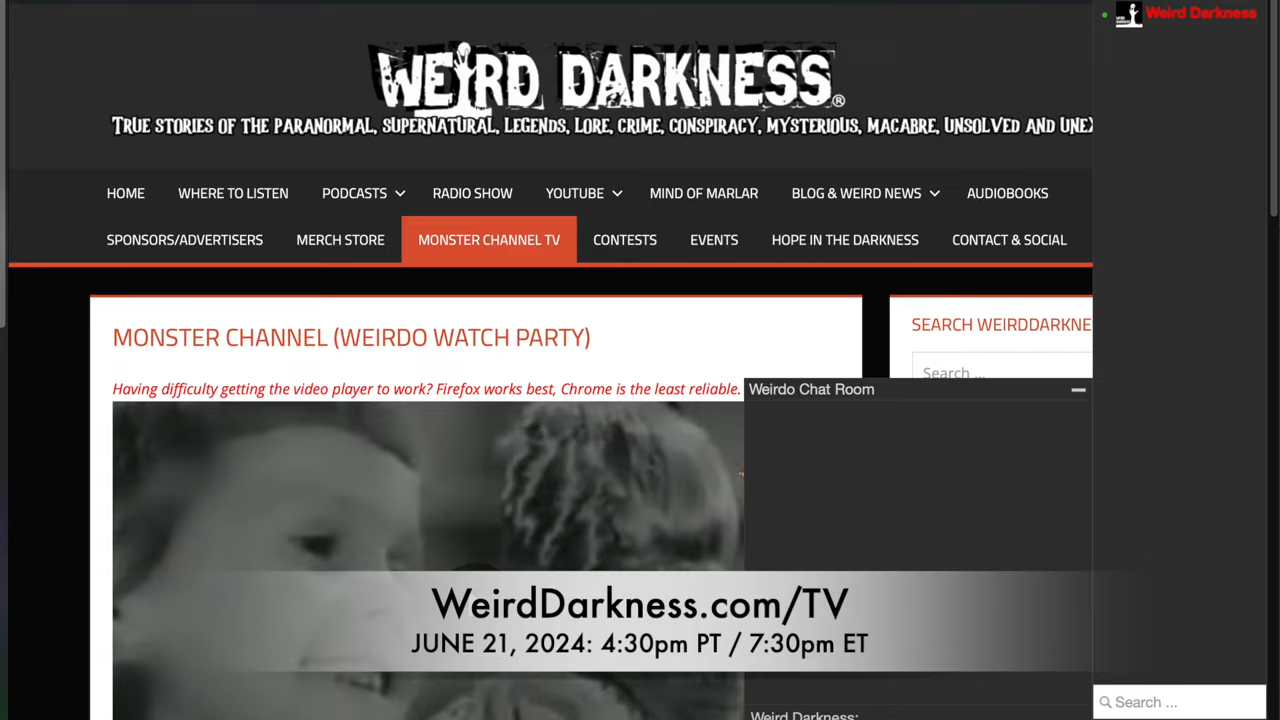 Weird Darkness
WEIRD DARKNESS®
TRUE STORIES OF THE PARANORMAL, SUPERNATURAL, LEGENDS, LORE, CRIME, CONSPIRACY, MYSTERIOUS, MACABRE, UNSOLVED AND UNEX
HOME WHERE TO LISTEN PODCASTS RADIO SHOW YOUTUBE MIND OF MARLAR BLOG & WEIRD NEWS AUDIOBOOKS
SPONSORS/ADVERTISERS MERCH STORE MONSTER CHANNEL TV CONTESTS EVENTS HOPE IN THE DARKNESS CONTACT & SOCIAL
MONSTER CHANNEL (WEIRDO WATCH PARTY)
SEARCH WEIRDDARKNE
Search ...
Having difficulty getting the video player to work? Firefox works best, Chrome is the least reliable.
Weirdo Chat Room
WeirdDarkness.com/TV
JUNE 21, 2024: 4:30pm PT / 7:30pm ET
Weird Darkness:
Search ...